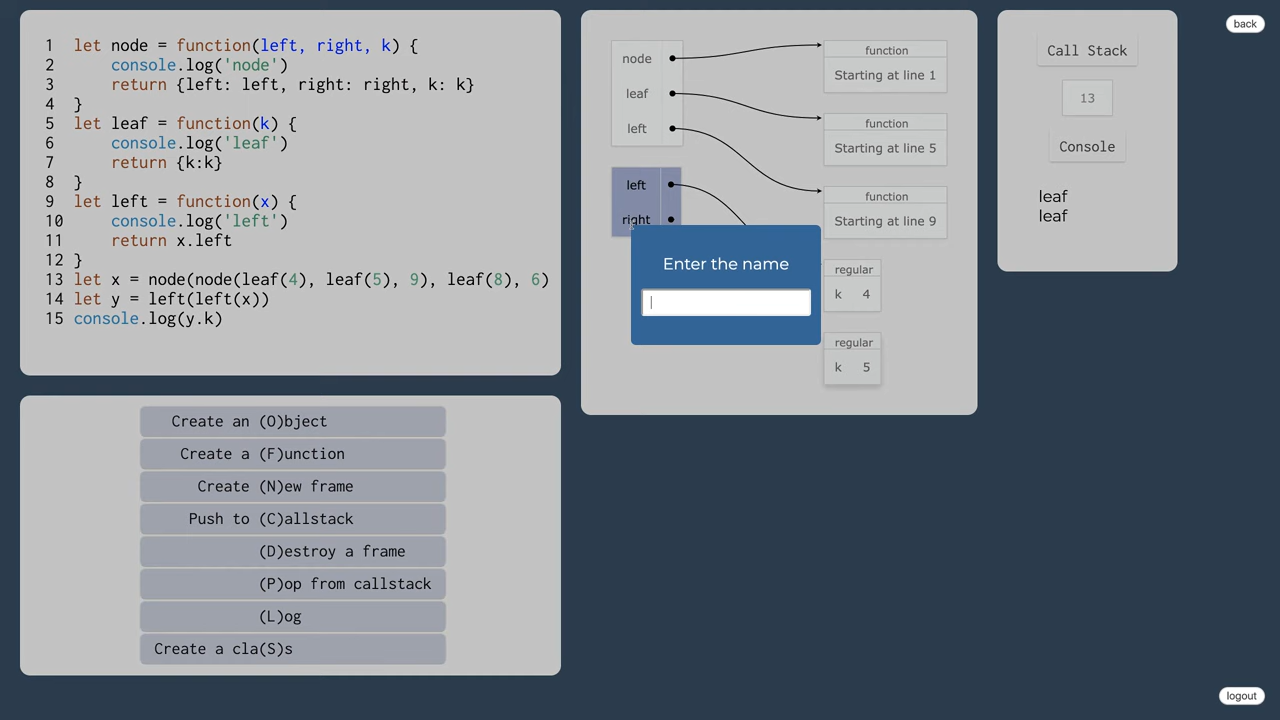 back
1 let node = function(left, right, k) {
2 console.log('node')
3 return {left: left, right: right, k: k}
4 }
5 let leaf = function(k) {
6 console.log('leaf')
7 return {k:k}
8 }
9 let left = function(x) {
10 console.log('left')
11 return x.left
12 }
13 let x = node(node(leaf(4), leaf(5), 9), leaf(8), 6)
14 let y = left(left(x))
15 console.log(y.k)
Create an (O)bject
Create a (F)unction
Create (N)ew frame
Push to (C)allstack
(D)estroy a frame
(P)op from callstack
(L)og
Create a cla(S)s
node
leaf
left
left
right
function
Starting at line 1
function
Starting at line 5
function
Starting at line 9
regular
k 4
regular
k 5
Enter the name
Call Stack
13
Console
leaf
leaf
logout